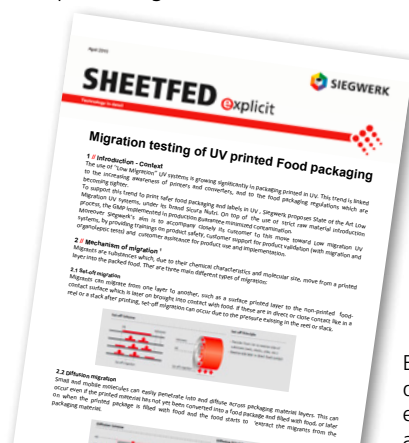 April 2010
SIEGWERK
SHEETFED explicit
Technology in detail
Migration testing of UV printed Food packaging
1 // Introduction - Context
The use of "Low Migration" UV systems is growing significantly in packaging printed in UV. This trend is linked
to the increasing awareness of printers and converters, and to the food packaging regulations which are
becoming tighter.
To support this trend to print safer food packaging and labels in UV, Siegwerk proposes State of the Art Low
Migration UV systems, under its brand Sicura Nutri. On top of the use of strict raw material introduction
process, the GMP implemented in production guarantee minimized contamination.
Moreover Siegwerk's aim is to accompany closely its customer to this move toward Low migration UV
systems, by providing trainings on product safety, customer support for product validation (with migration and
organoleptic tests) and customer assistance for product use and implementation.
2 // Mechanism of migration
Migrants are substances which, due to their chemical characteristics and molecular size, move from a printed
layer into the packed food. Ther are three main different types of migration:
2.1 Set-off migration
Migrants can migrate from one layer to another, such as a surface printed layer to the non-printed food-
contact surface which is later on brought into contact with food, if these are in direct or close contact like in a
reel or a stack after printing, set-off migration can occur due to the pressure existing in the reel or stack.
2.2 Diffusion migration
Small and mobile molecules can easily penetrate into and diffuse across packaging material layers. This can
occur even if the printed material has not yet been converted into a food package and filled with food, or later
on when the printed package is filled with food and the food starts to "extract the migrants from the
packaging material.